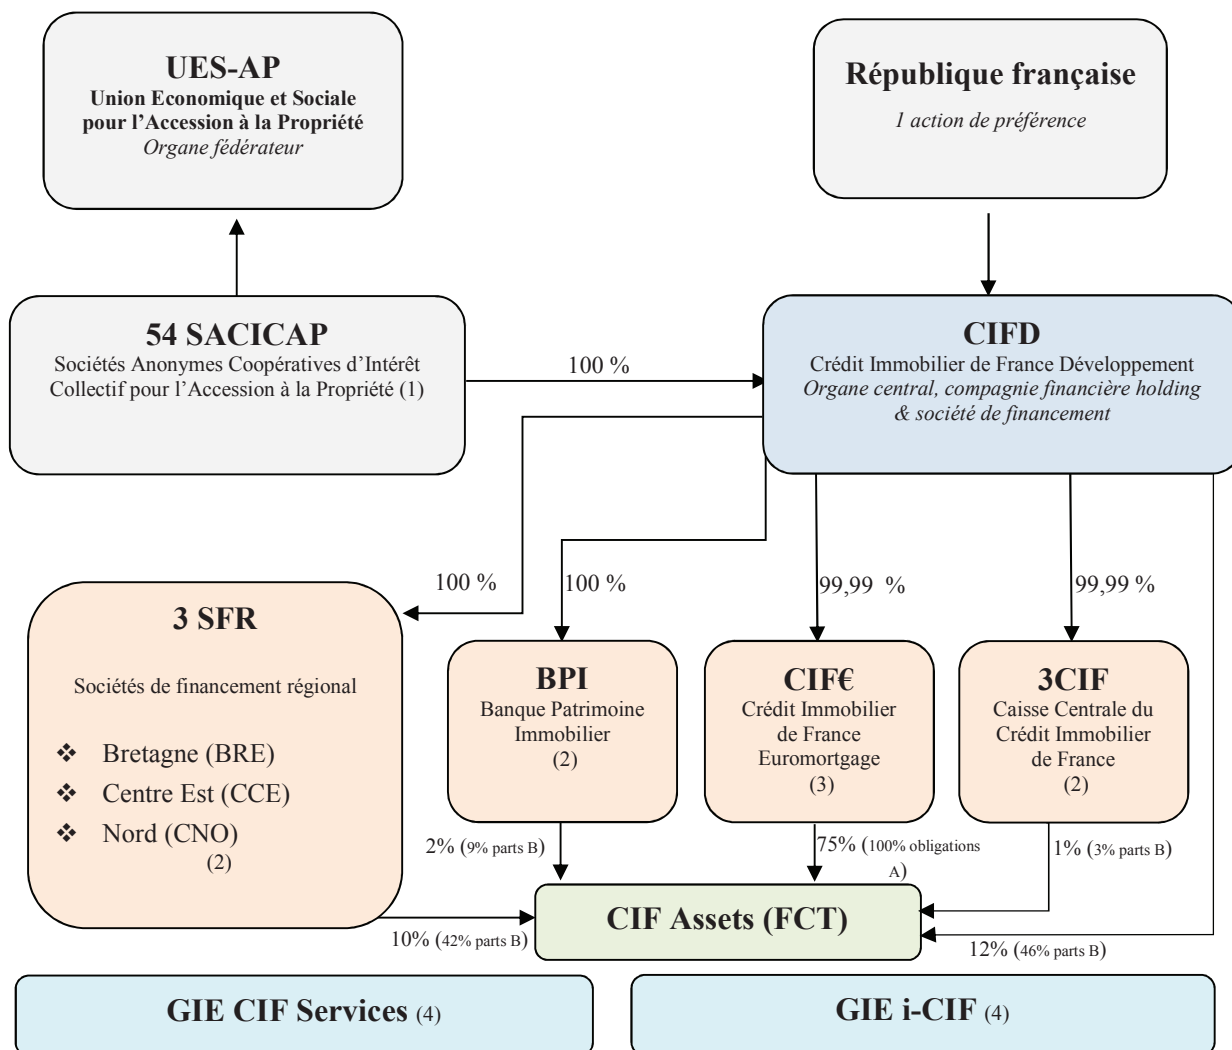 UES-AP
Union Economique et Sociale
pour l’Accession à la Propriété
Organe fédérateur
République française
1 action de préférence
54 SACICAP
Sociétés Anonymes Coopératives d’Intérêt
Collectif pour l’Accession à la Propriété (1)
100 %
CIFD
Crédit Immobilier de France Développement
Organe central, compagnie financière holding
& société de financement
100 %
100 %
99,99 %
99,99 %
3 SFR
Sociétés de financement régional
❖ Bretagne (BRE)
❖ Centre Est (CCE)
❖ Nord (CNO)
(2)
BPI
Banque Patrimoine
Immobilier
(2)
CIF€
Crédit Immobilier
de France
Euromortgage
(3)
3CIF
Caisse Centrale du
Crédit Immobilier
de France
(2)
2% (9% parts B)
75% (100% obligations
A)
1% (3% parts B)
CIF Assets (FCT)
10% (42% parts B)
12% (46% parts B)
GIE CIF Services (4)
GIE i-CIF (4)